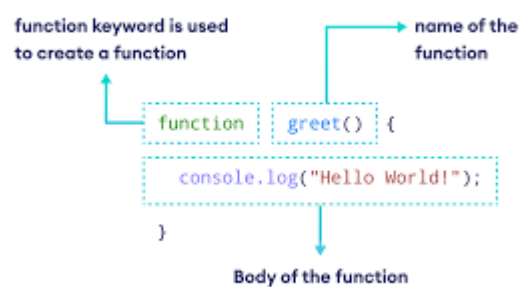 function keyword is used
to create a function
name of the
function
function greet() {
console.log("Hello World!");
}
Body of the function